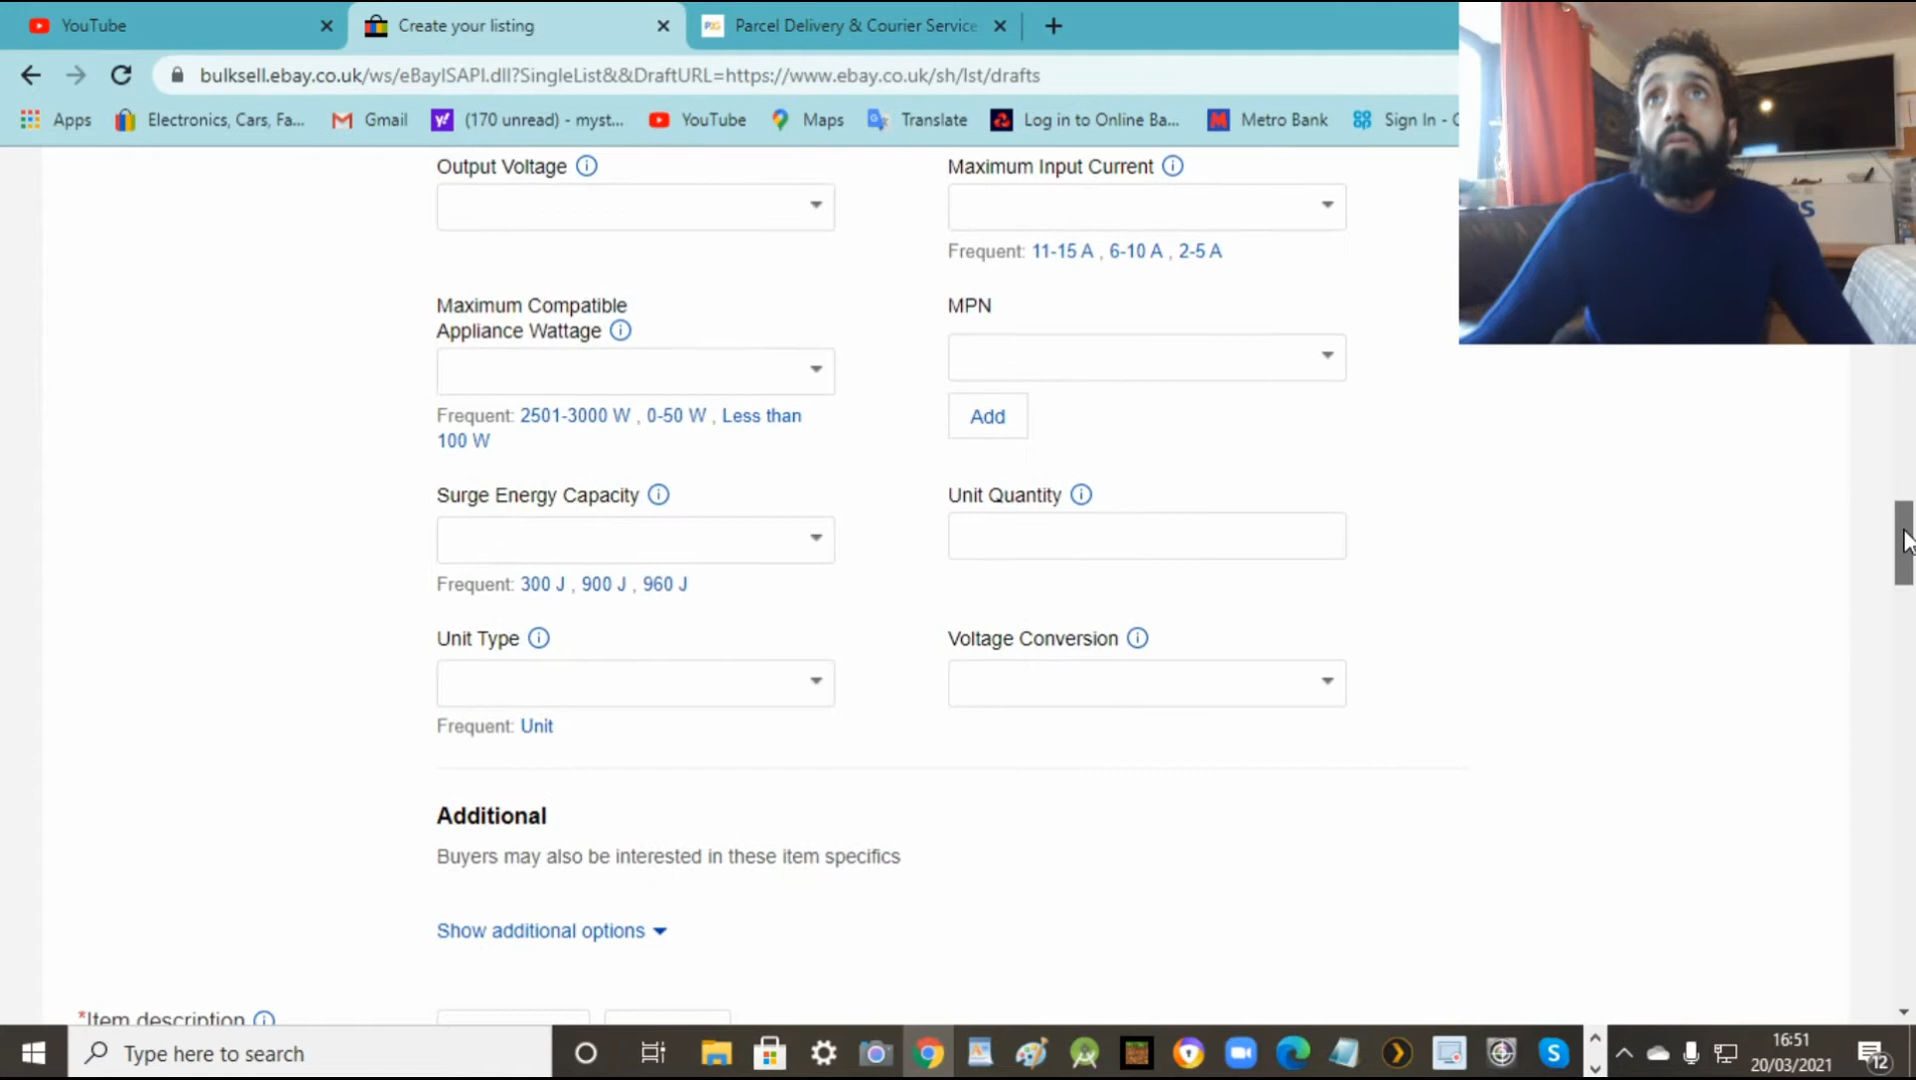 YouTube
Create your listing
Parcel Delivery & Courier Service
bulksell.ebay.co.uk/ws/eBayISAPI.dll?SingleList&&DraftURL=https://www.ebay.co.uk/sh/lst/drafts
Apps
Electronics, Cars, Fa...
Gmail
(170 unread) - myst...
YouTube
Maps
Translate
Log in to Online Ba...
Metro Bank
Sign In - C
Output Voltage
Maximum Input Current
Frequent: 11-15 A , 6-10 A , 2-5 A
Maximum Compatible
Appliance Wattage
MPN
Frequent: 2501-3000 W , 0-50 W , Less than
100 W
Add
Surge Energy Capacity
Unit Quantity
Frequent: 300 J , 900 J , 960 J
Unit Type
Voltage Conversion
Frequent: Unit
Additional
Buyers may also be interested in these item specifics
Show additional options
*Item description
Type here to search
16:51
20/03/2021
12